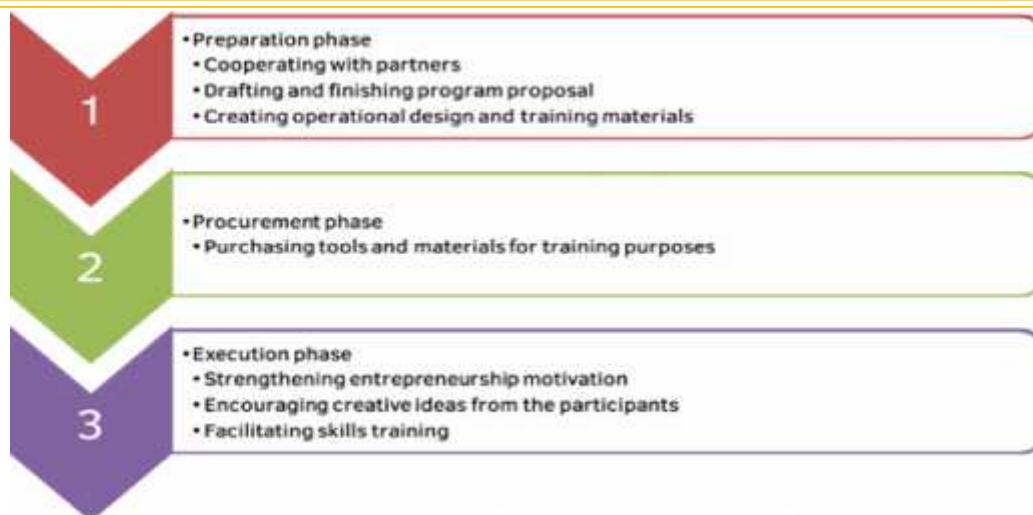 1
• Preparation phase
• Cooperating with partners
• Drafting and finishing program proposal
• Creating operational design and training materials
2
• Procurement phase
• Purchasing tools and materials for training purposes
3
• Execution phase
• Strengthening entrepreneurship motivation
• Encouraging creative ideas from the participants
• Facilitating skills training